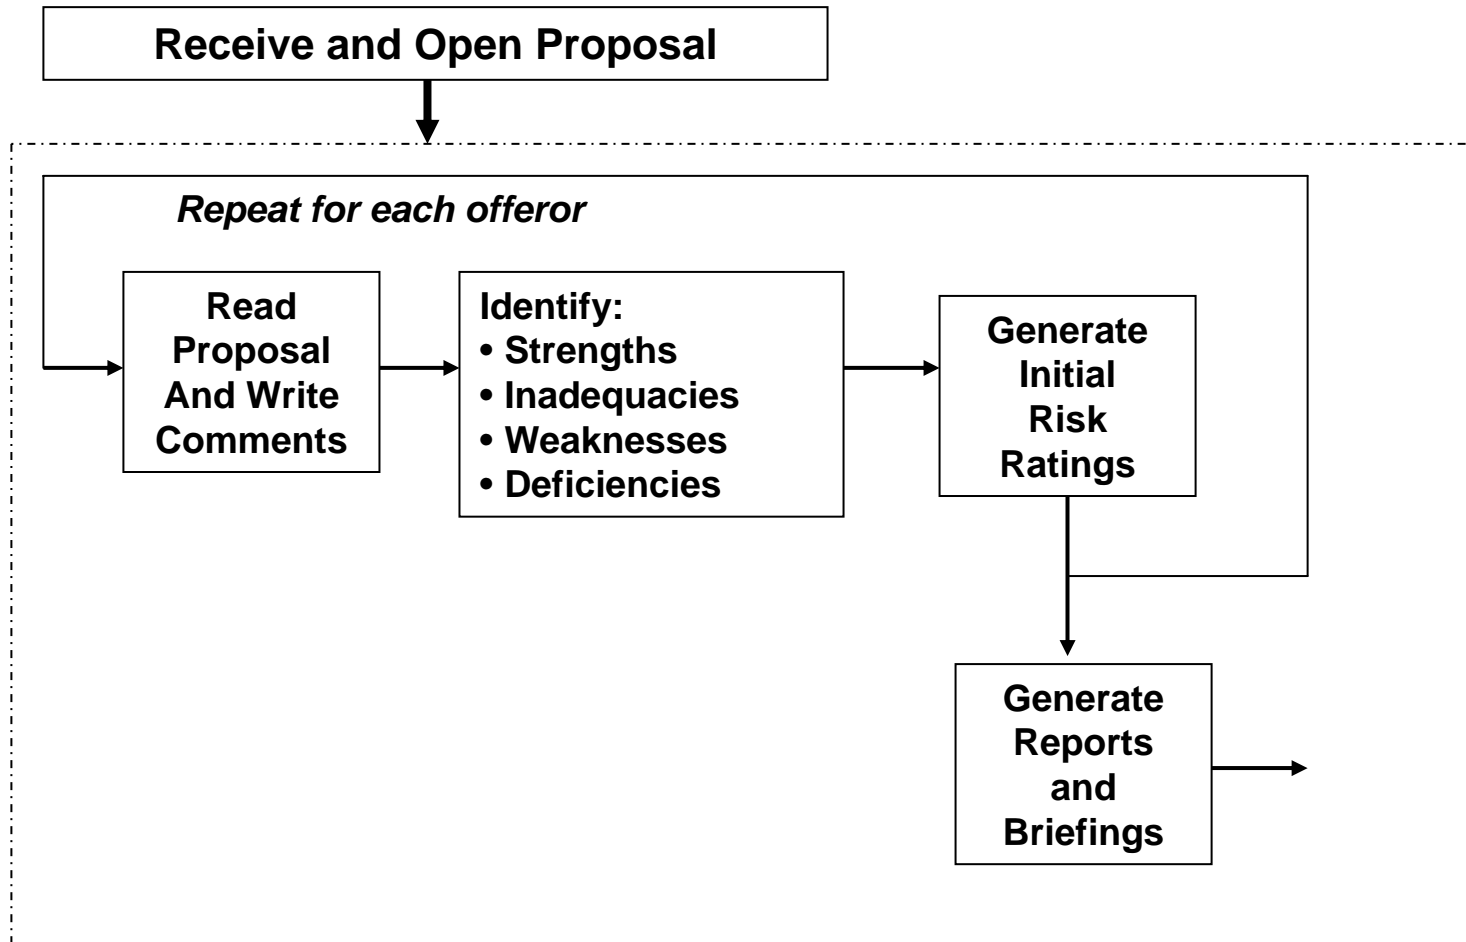 Receive and Open Proposal
Repeat for each offeror
Read
Proposal
And Write
Comments
Identify:
• Strengths
• Inadequacies
• Weaknesses
• Deficiencies
Generate
Initial
Risk
Ratings
Generate
Reports
and
Briefings